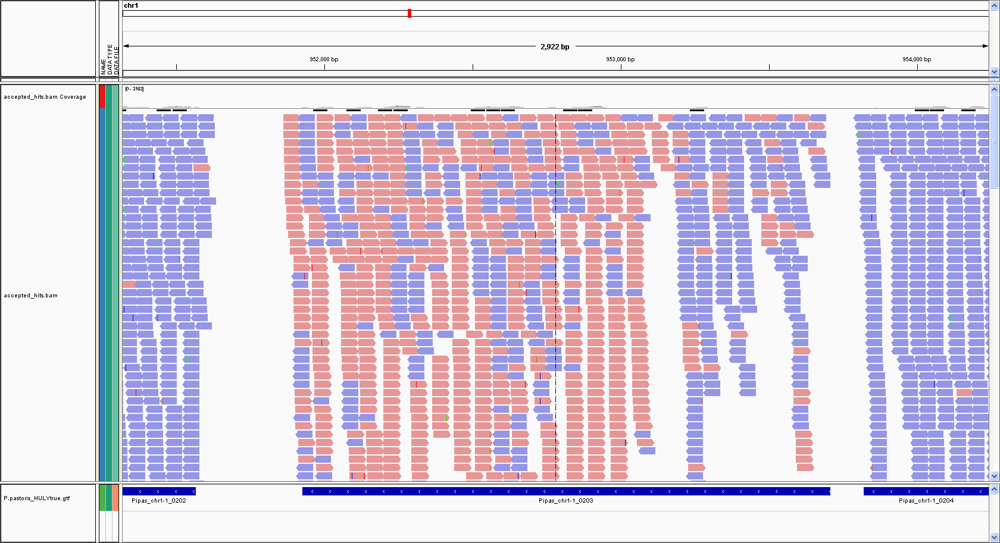 chr1
2,922 bp
952,000 bp
953,000 bp
954,000 bp
NAME
DATA TYPE
DATA FILE
[0 - 3163]
accepted_hits.bam Coverage
accepted_hits.bam
P.pastoris_HULYtrue.gtf
Pipas_chr1-1_0202
Pipas_chr1-1_0203
Pipas_chr1-1_0204